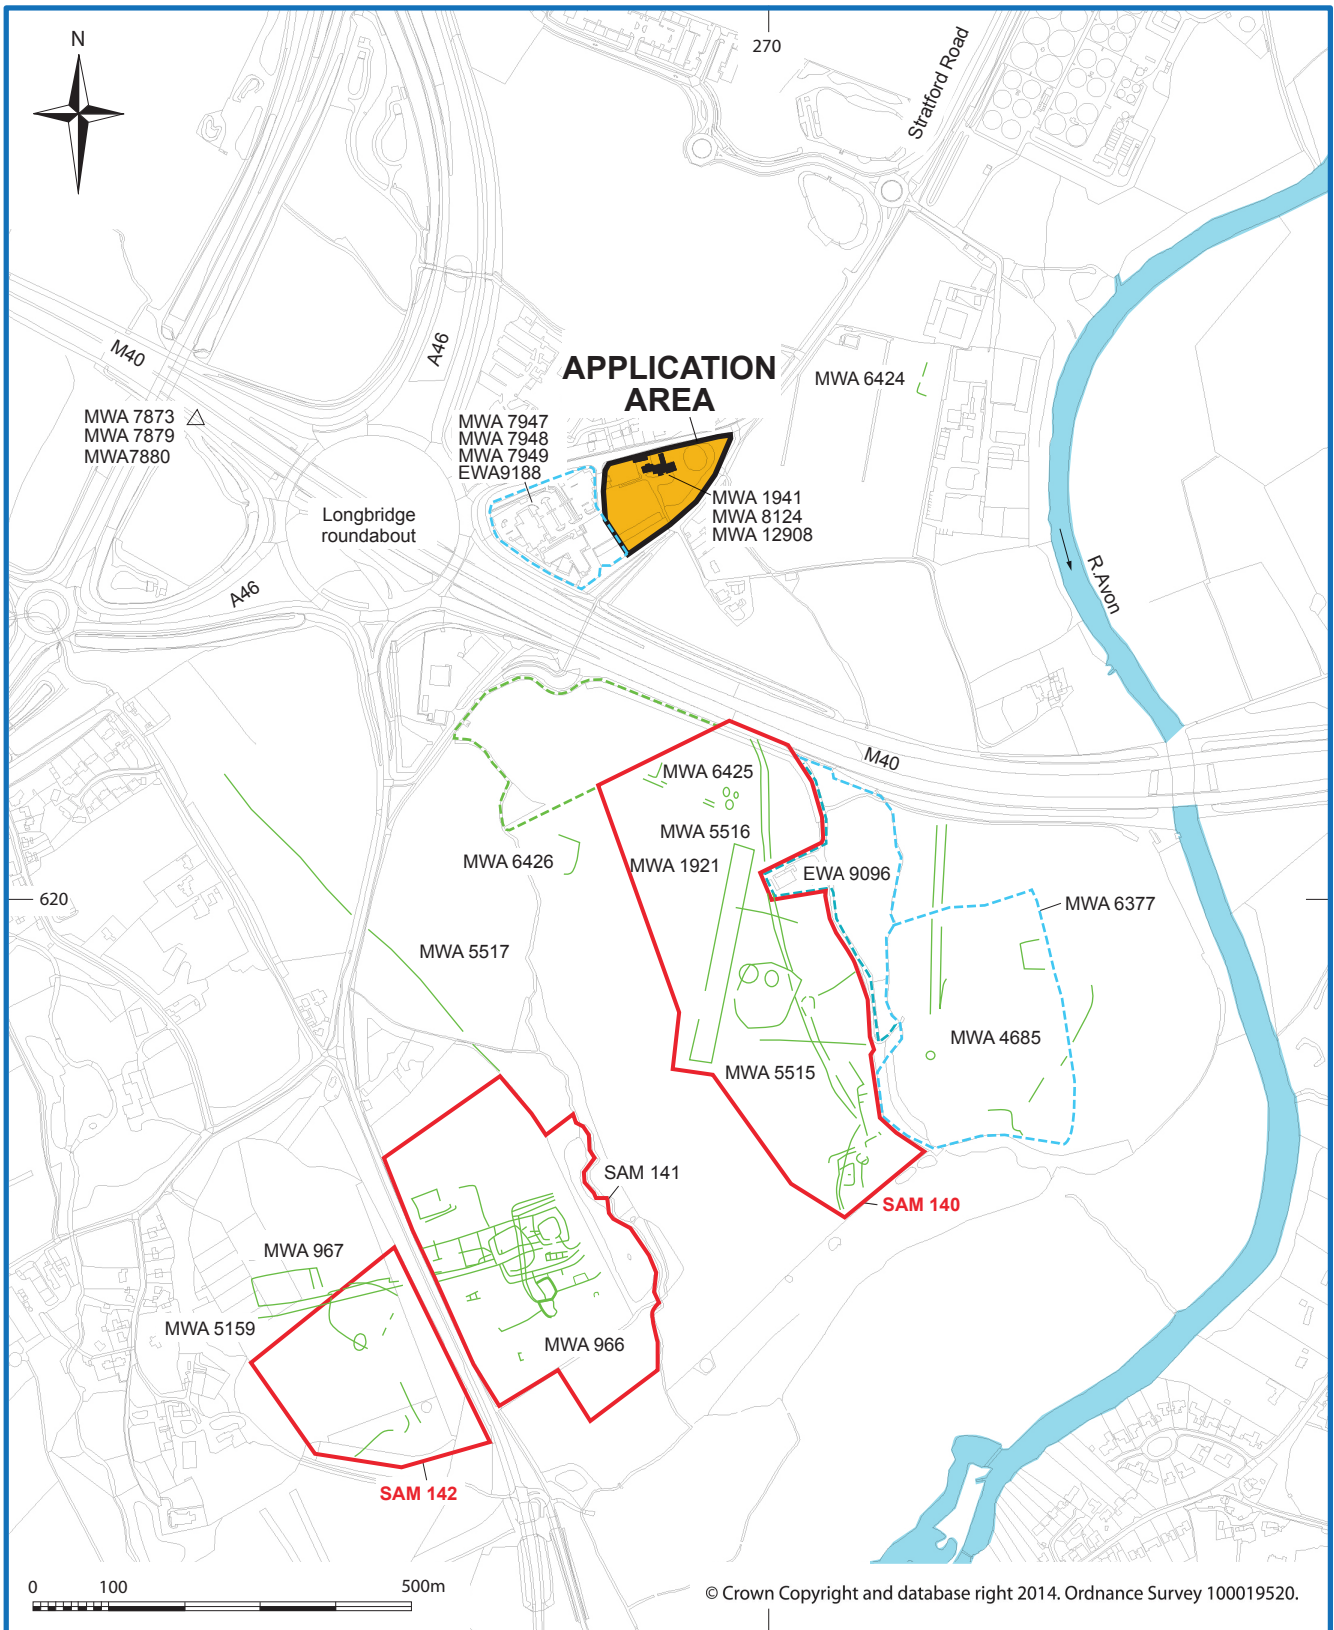 N
270
Stratford Road
M40
A46
APPLICATION
AREA
MWA 6424
MWA 7873
MWA 7879
MWA7880
MWA 7947
MWA 7948
MWA 7949
EWA9188
MWA 1941
MWA 8124
MWA 12908
Longbridge
roundabout
A46
R.Avon
M40
MWA 6425
MWA 5516
MWA 1921
MWA 6426
EWA 9096
620
MWA 6377
MWA 5517
MWA 4685
MWA 5515
SAM 141
SAM 140
MWA 967
MWA 5159
MWA 966
SAM 142
0 100 500m
© Crown Copyright and database right 2014. Ordnance Survey 100019520.